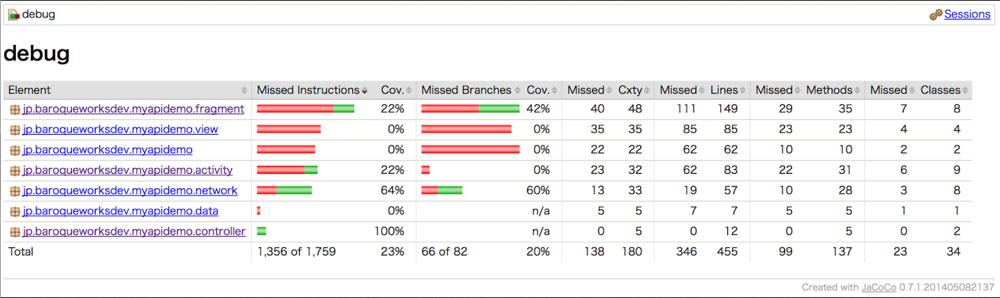 debug Sessions
debug
Element Missed Instructions Cov. Missed Branches Cov. Missed Cxty Missed Lines Missed Methods Missed Classes
jp.baroqueworksdev.myapidemo.fragment 22% 42% 40 48 111 149 29 35 7 8
jp.baroqueworksdev.myapidemo.view 0% 0% 35 35 85 85 23 23 4 4
jp.baroqueworksdev.myapidemo 0% 0% 22 22 62 62 10 10 2 2
jp.baroqueworksdev.myapidemo.activity 22% 0% 23 32 62 83 22 31 6 9
jp.baroqueworksdev.myapidemo.network 64% 60% 13 33 19 57 10 28 3 8
jp.baroqueworksdev.myapidemo.data 0% n/a 5 5 7 7 5 5 1 1
jp.baroqueworksdev.myapidemo.controller 100% n/a 0 5 0 12 0 5 0 2
Total 1,356 of 1,759 23% 66 of 82 20% 138 180 346 455 99 137 23 34
Created with JaCoCo 0.7.1.201405082137